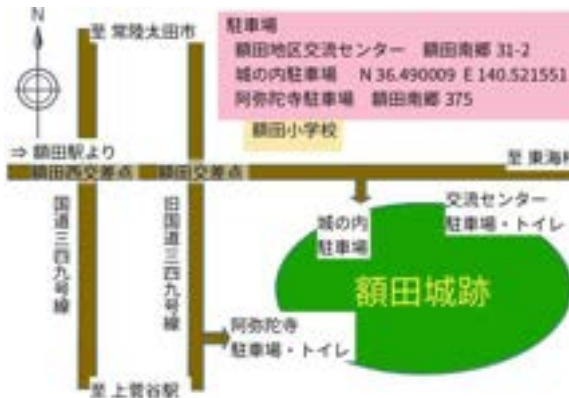 N
至 常陸太田市
駐車場
額田地区交流センター 額田南郷 31-2
城の内駐車場 N 36.490009 E 140.521551
阿弥陀寺駐車場 額田南郷 375
額田小学校
⇒ 額田駅より
至 東海村
額田西交差点
額田交差点
国道三四九号線
旧国道三四九号線
城の内
駐車場
交流センター
駐車場・トイレ
額田城跡
阿弥陀寺
駐車場・トイレ
至 上菅谷駅